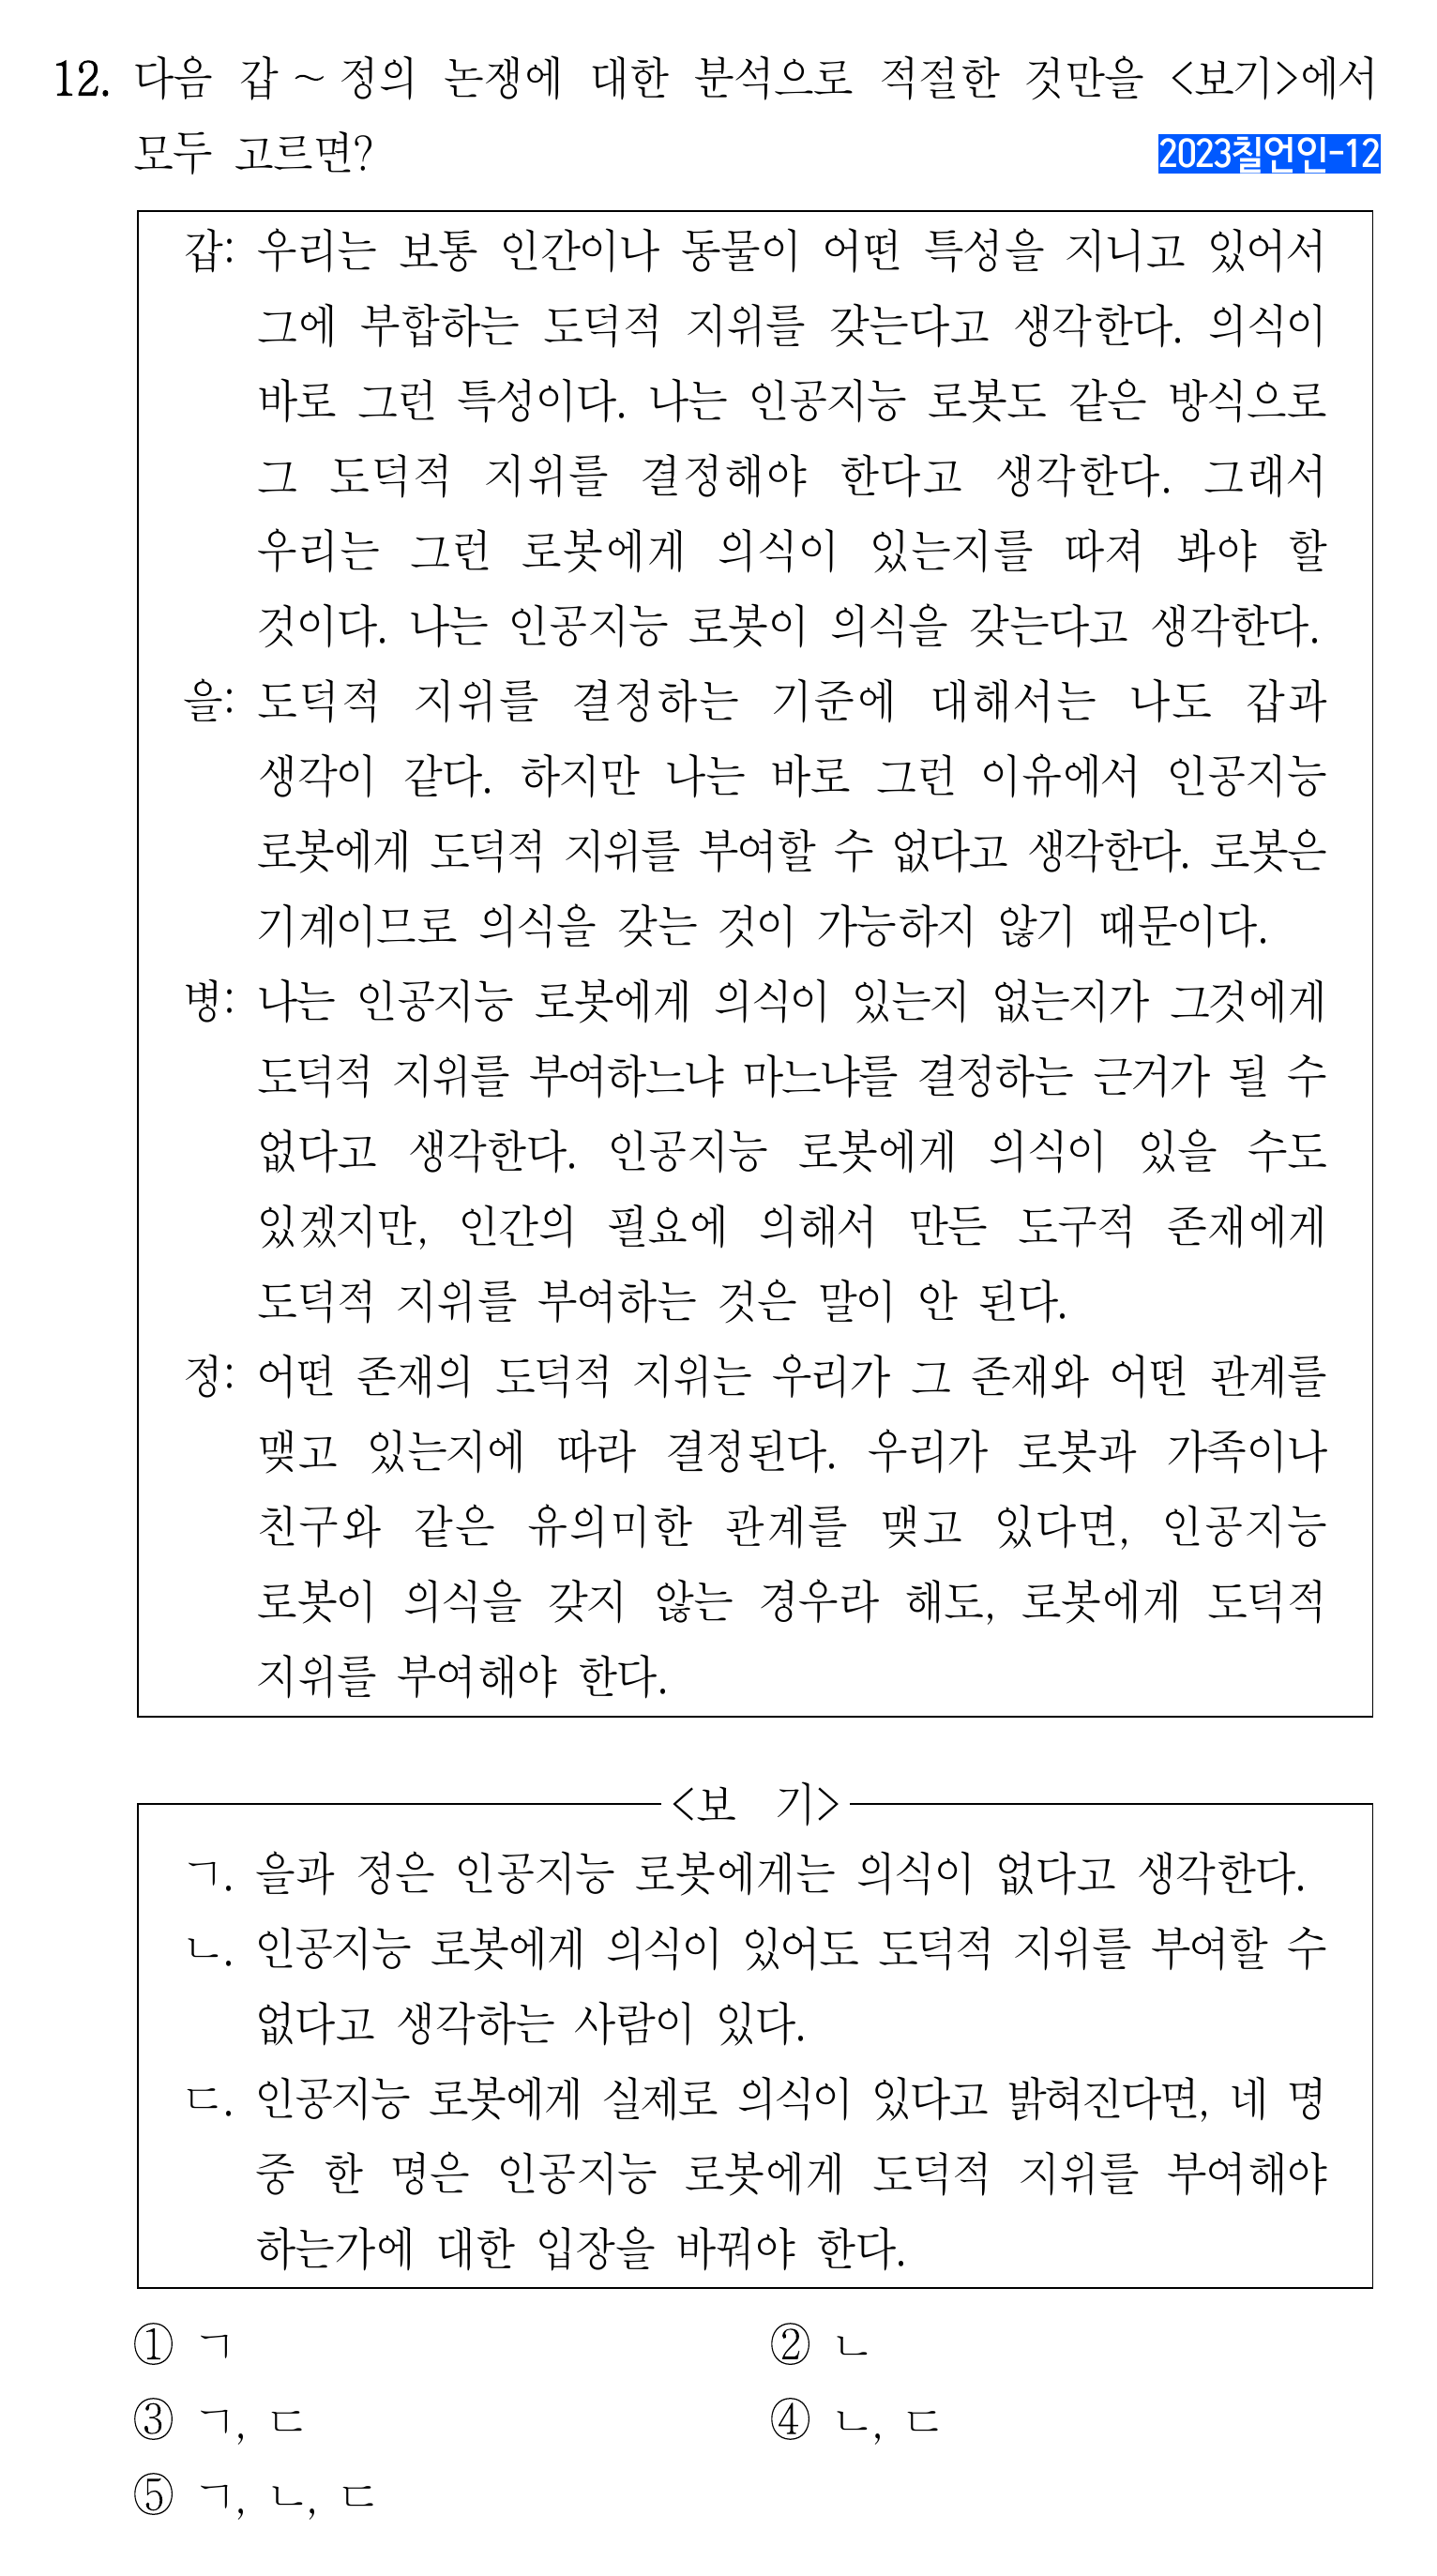 12. 다음 갑 ~ 정의 논쟁에 대한 분석으로 적절한 것만을 <보기>에서
모두 고르면?
2023칠언인-12
갑: 우리는 보통 인간이나 동물이 어떤 특성을 지니고 있어서
그에 부합하는 도덕적 지위를 갖는다고 생각한다. 의식이
바로 그런 특성이다. 나는 인공지능 로봇도 같은 방식으로
그 도덕적 지위를 결정해야 한다고 생각한다. 그래서
우리는 그런 로봇에게 의식이 있는지를 따져 봐야 할
것이다. 나는 인공지능 로봇이 의식을 갖는다고 생각한다.
을: 도덕적 지위를 결정하는 기준에 대해서는 나도 갑과
생각이 같다. 하지만 나는 바로 그런 이유에서 인공지능
로봇에게 도덕적 지위를 부여할 수 없다고 생각한다. 로봇은
기계이므로 의식을 갖는 것이 가능하지 않기 때문이다.
병: 나는 인공지능 로봇에게 의식이 있는지 없는지가 그것에게
도덕적 지위를 부여하느냐 마느냐를 결정하는 근거가 될 수
없다고 생각한다. 인공지능 로봇에게 의식이 있을 수도
있겠지만, 인간의 필요에 의해서 만든 도구적 존재에게
도덕적 지위를 부여하는 것은 말이 안 된다.
정: 어떤 존재의 도덕적 지위는 우리가 그 존재와 어떤 관계를
맺고 있는지에 따라 결정된다. 우리가 로봇과 가족이나
친구와 같은 유의미한 관계를 맺고 있다면, 인공지능
로봇이 의식을 갖지 않는 경우라 해도, 로봇에게 도덕적
지위를 부여해야 한다.
<보 기>
ㄱ. 을과 정은 인공지능 로봇에게는 의식이 없다고 생각한다.
ㄴ. 인공지능 로봇에게 의식이 있어도 도덕적 지위를 부여할 수
없다고 생각하는 사람이 있다.
ㄷ. 인공지능 로봇에게 실제로 의식이 있다고 밝혀진다면, 네 명
중 한 명은 인공지능 로봇에게 도덕적 지위를 부여해야
하는가에 대한 입장을 바꿔야 한다.
① ㄱ ② ㄴ
③ ㄱ, ㄷ ④ ㄴ, ㄷ
⑤ ㄱ, ㄴ, ㄷ